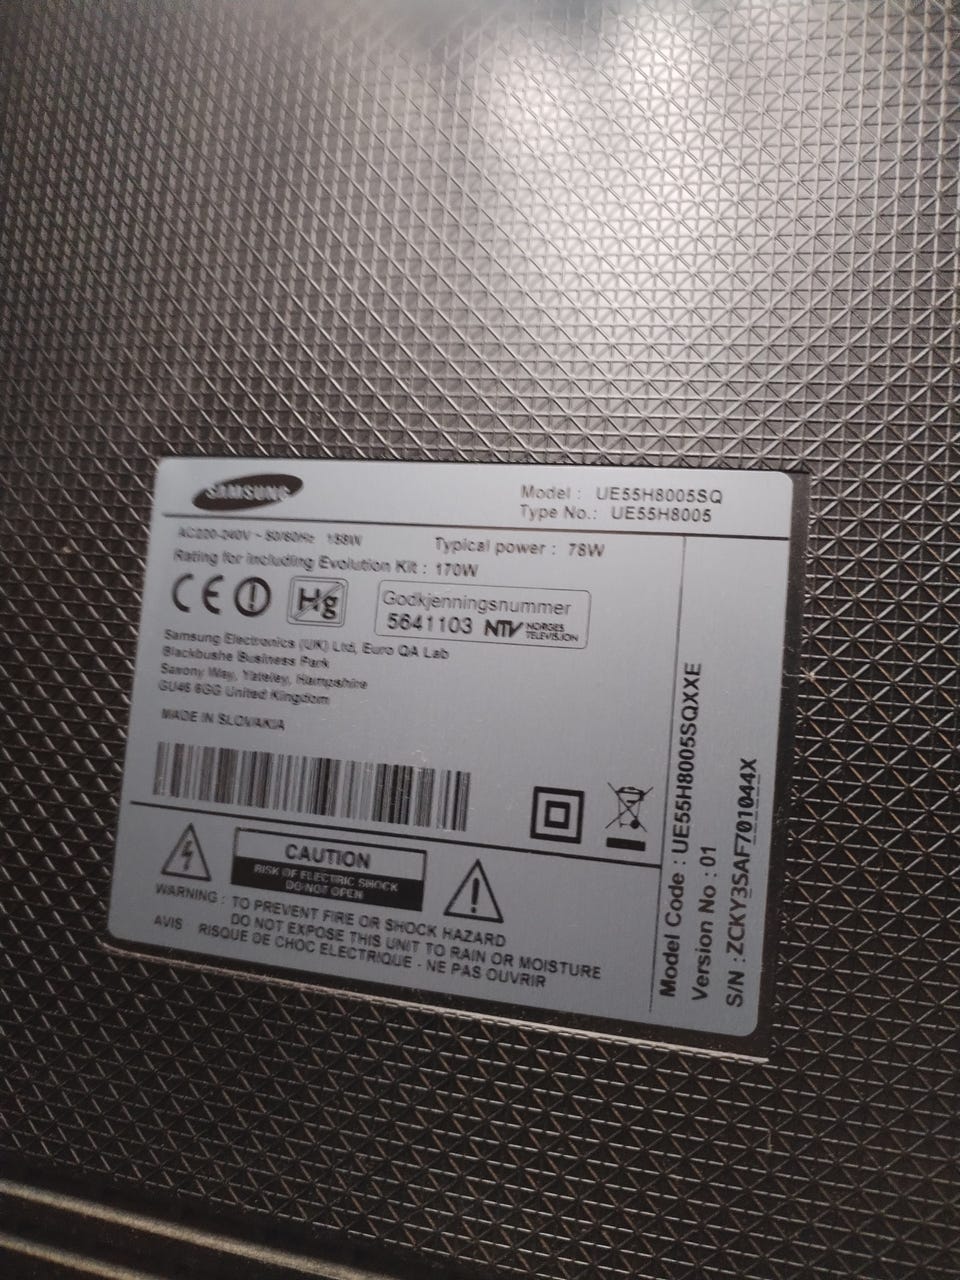 SAMSUNG
Model : UE55H8005SQ
Type No.: UE55H8005
AC220-240V ~ 50/60Hz 158W
Typical power : 78W
Rating for including Evolution Kit : 170W
CE
Hg
Godkjenningsnummer
5641103 NTV NORGES
TELEVISJON
Samsung Electronics (UK) Ltd, Euro QA Lab
Blackbushe Business Park
Saxony Way, Yateley, Hampshire
GU46 6GG United Kingdom
MADE IN SLOVAKIA
CAUTION
RISK OF ELECTRIC SHOCK
DO NOT OPEN
WARNING : TO PREVENT FIRE OR SHOCK HAZARD
DO NOT EXPOSE THIS UNIT TO RAIN OR MOISTURE
AVIS RISQUE DE CHOC ELECTRIQUE - NE PAS OUVRIR
Model Code : UE55H8005SQXXE
Version No : 01
S/N : ZCKY3SAF701044X